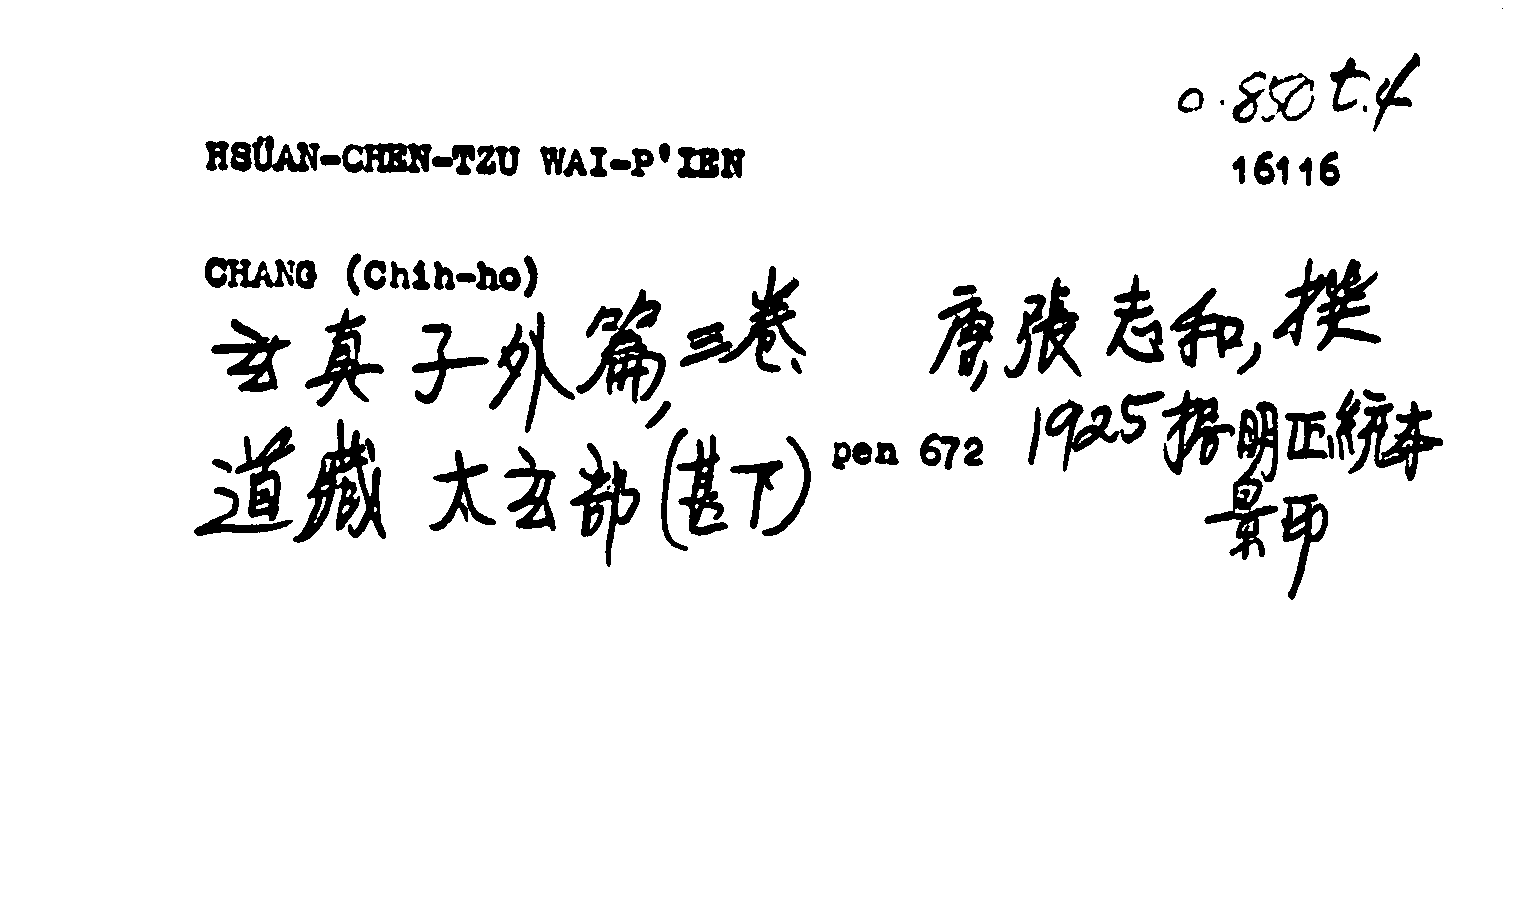 0.850 t.4
HSÜAN-CHEN-TZU WAI-P'IEN
16116
CHANG (Chih-ho)
玄真子外篇,三卷、 唐,張志和,撰
道藏 太玄部(甚下) pen 672 1925 據明正統本
景印